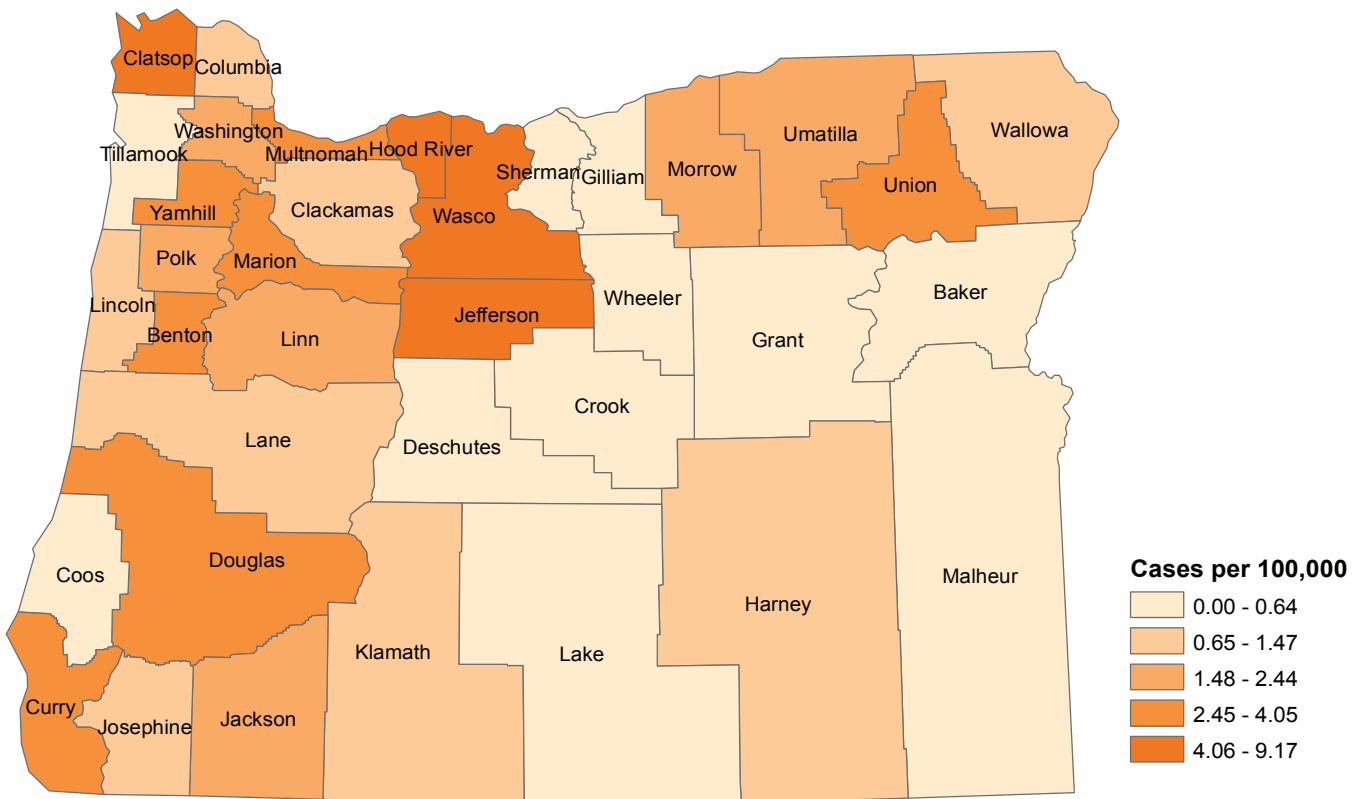 Clatsop
Columbia
Tillamook
Washington
Multnomah
Hood River
Sherman
Gilliam
Morrow
Umatilla
Wallowa
Union
Yamhill
Clackamas
Wasco
Polk
Marion
Lincoln
Benton
Linn
Jefferson
Wheeler
Grant
Baker
Lane
Deschutes
Crook
Coos
Douglas
Klamath
Lake
Harney
Malheur
Curry
Josephine
Jackson
Cases per 100,000
0.00 - 0.64
0.65 - 1.47
1.48 - 2.44
2.45 - 4.05
4.06 - 9.17